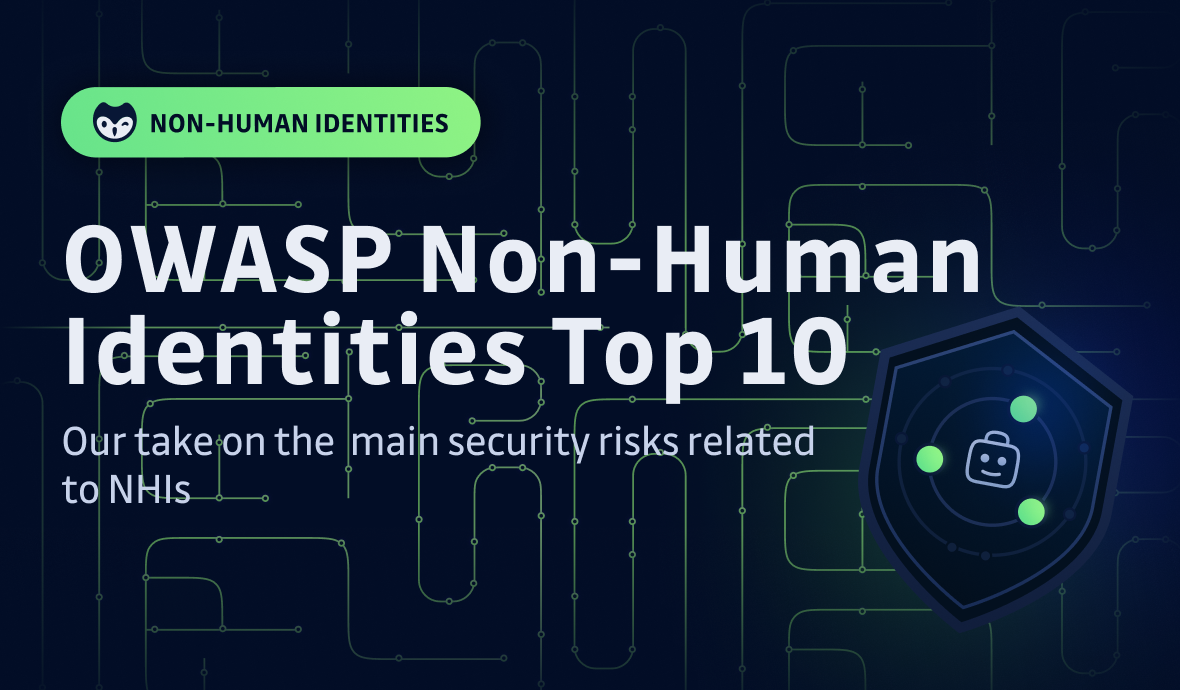 NON-HUMAN IDENTITIES
OWASP Non-Human
Identities Top 10
Our take on the main security risks related
to NHIs